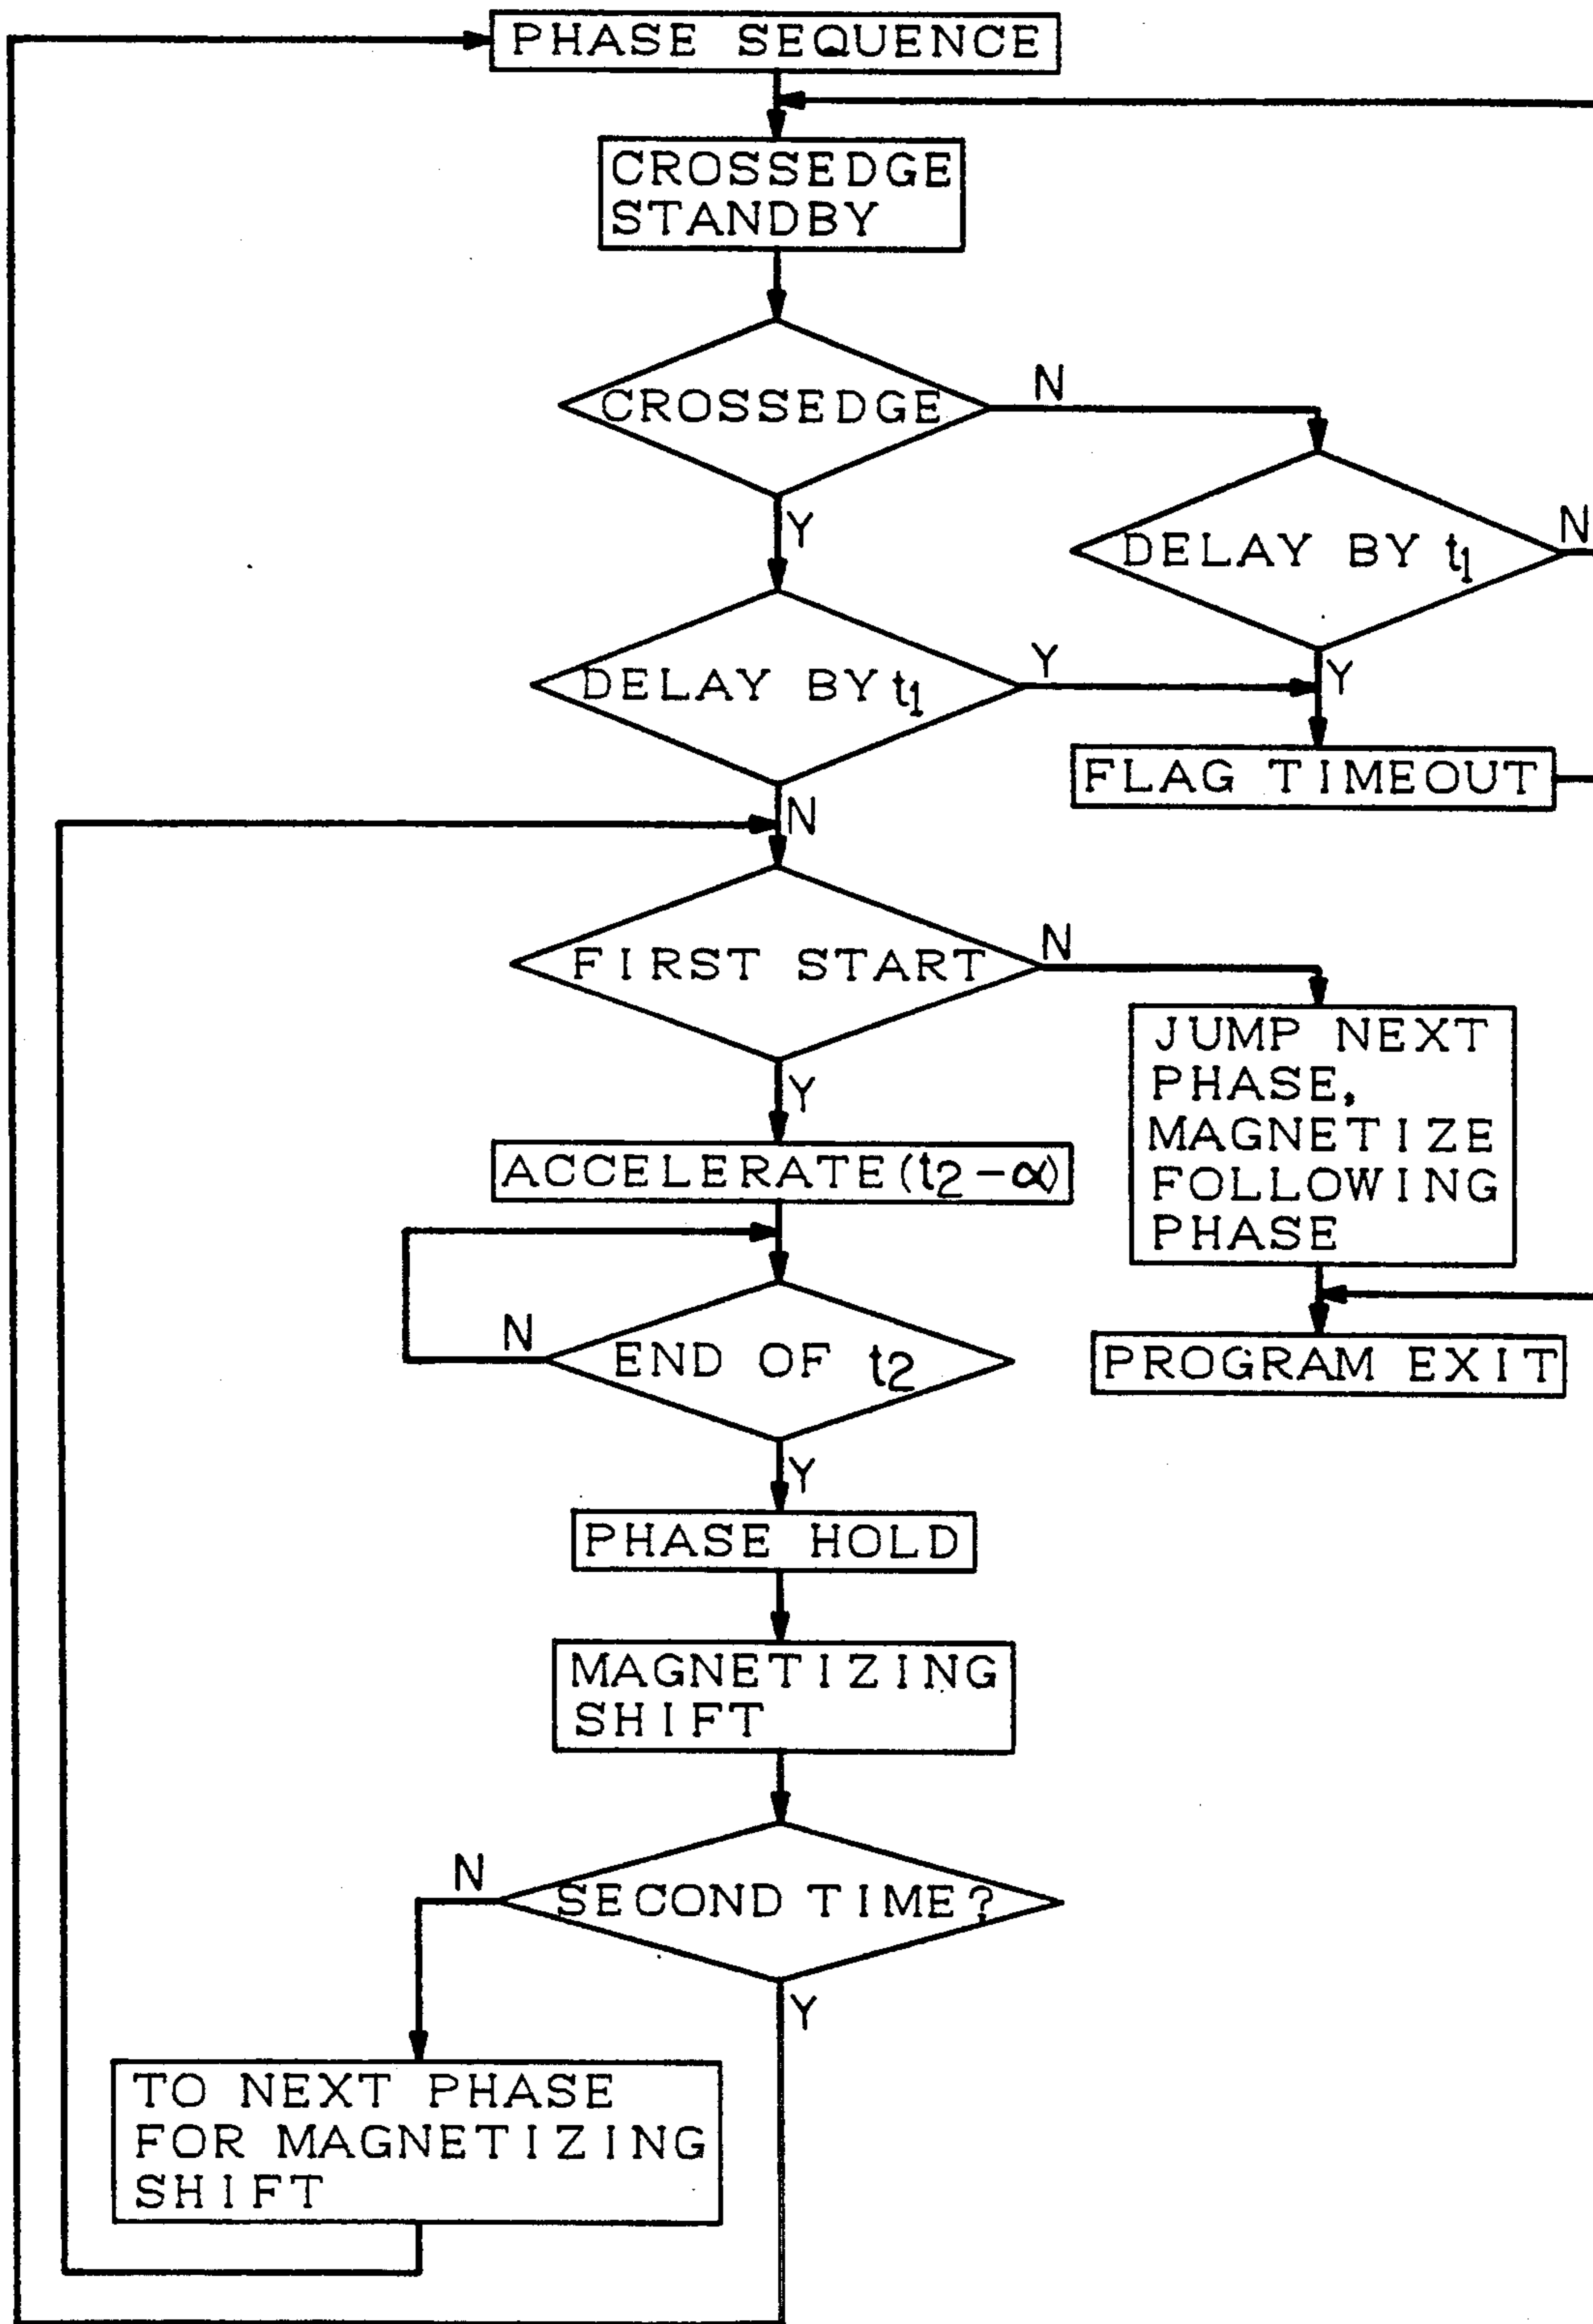 PHASE SEQUENCE
CROSSEDGE
STANDBY
CROSSEDGE
N
Y
DELAY BY t1
N
Y
DELAY BY t1
Y
N
FLAG TIMEOUT
FIRST START
N
Y
JUMP NEXT
PHASE,
MAGNETIZE
FOLLOWING
PHASE
ACCELERATE(t2-α)
N
END OF t2
Y
PROGRAM EXIT
PHASE HOLD
MAGNETIZING
SHIFT
N
SECOND TIME?
Y
TO NEXT PHASE
FOR MAGNETIZING
SHIFT